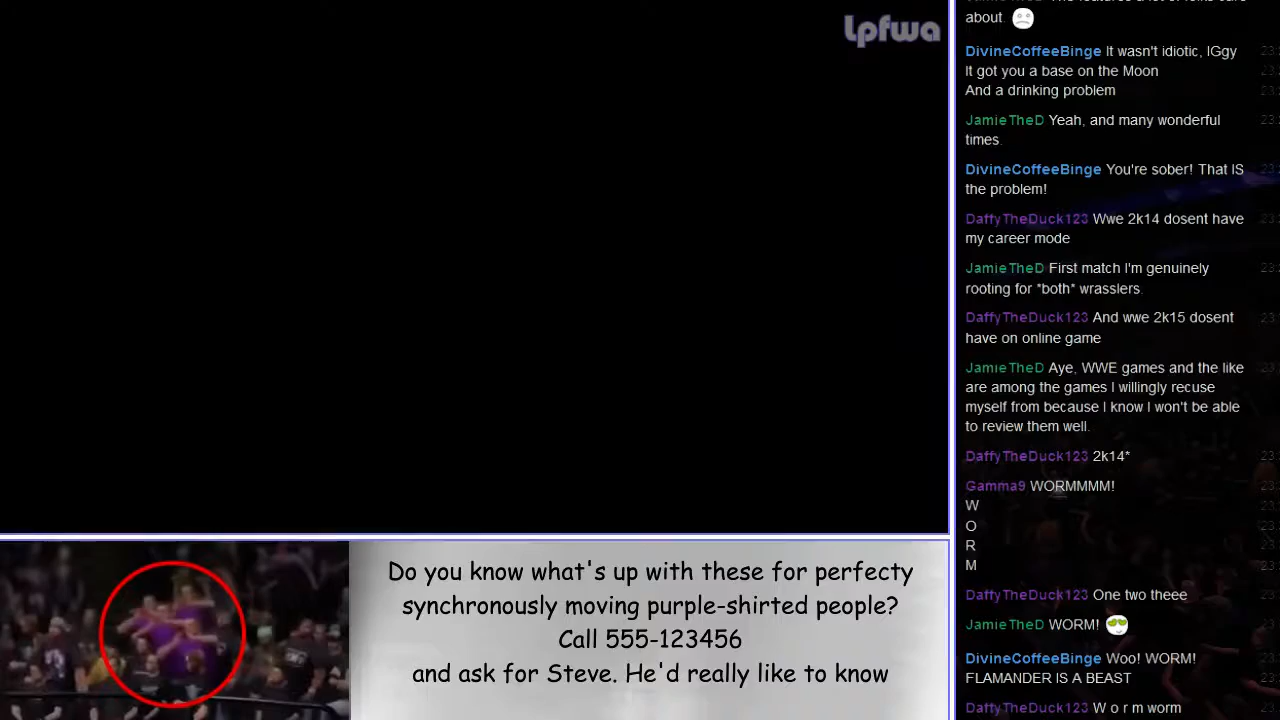 Lpfwa
about.
DivineCoffeeBinge It wasn't idiotic, IGgy
It got you a base on the Moon
And a drinking problem
JamieTheD Yeah, and many wonderful
times.
DivineCoffeeBinge You're sober! That IS
the problem!
DaffyTheDuck123 Wwe 2k14 dosent have
my career mode
JamieTheD First match I'm genuinely
rooting for *both* wrasslers.
DaffyTheDuck123 And wwe 2k15 dosent
have on online game
JamieTheD Aye, WWE games and the like
are among the games I willingly recuse
myself from because I know I won't be able
to review them well.
DaffyTheDuck123 2k14*
Gamma9 WORMMMM!
W
O
R
M
DaffyTheDuck123 One two theee
JamieTheD WORM!
DivineCoffeeBinge Woo! WORM!
FLAMANDER IS A BEAST
DaffyTheDuck123 W o r m worm
Do you know what's up with these for perfecty
synchronously moving purple-shirted people?
Call 555-123456
and ask for Steve. He'd really like to know